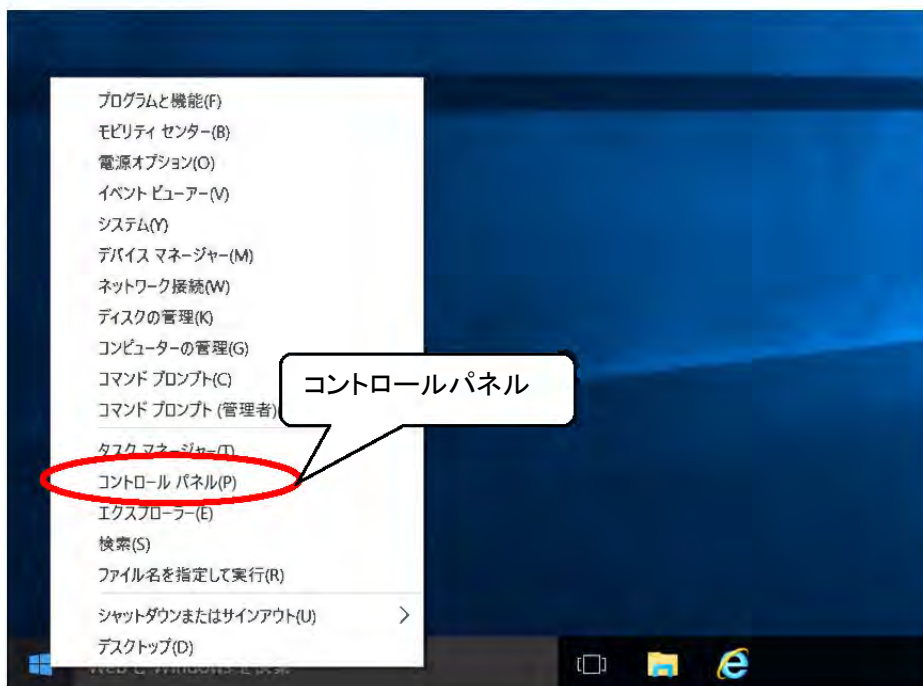 プログラムと機能(F)
モビリティ センター(B)
電源オプション(O)
イベント ビューアー(V)
システム(Y)
デバイス マネージャー(M)
ネットワーク接続(W)
ディスクの管理(K)
コンピューターの管理(G)
コマンド プロンプト(C)
コマンド プロンプト (管理者)
コントロールパネル
タスク マネージャー(T)
コントロール パネル(P)
エクスプローラー(E)
検索(S)
ファイル名を指定して実行(R)
シャットダウンまたはサインアウト(U)
デスクトップ(D)